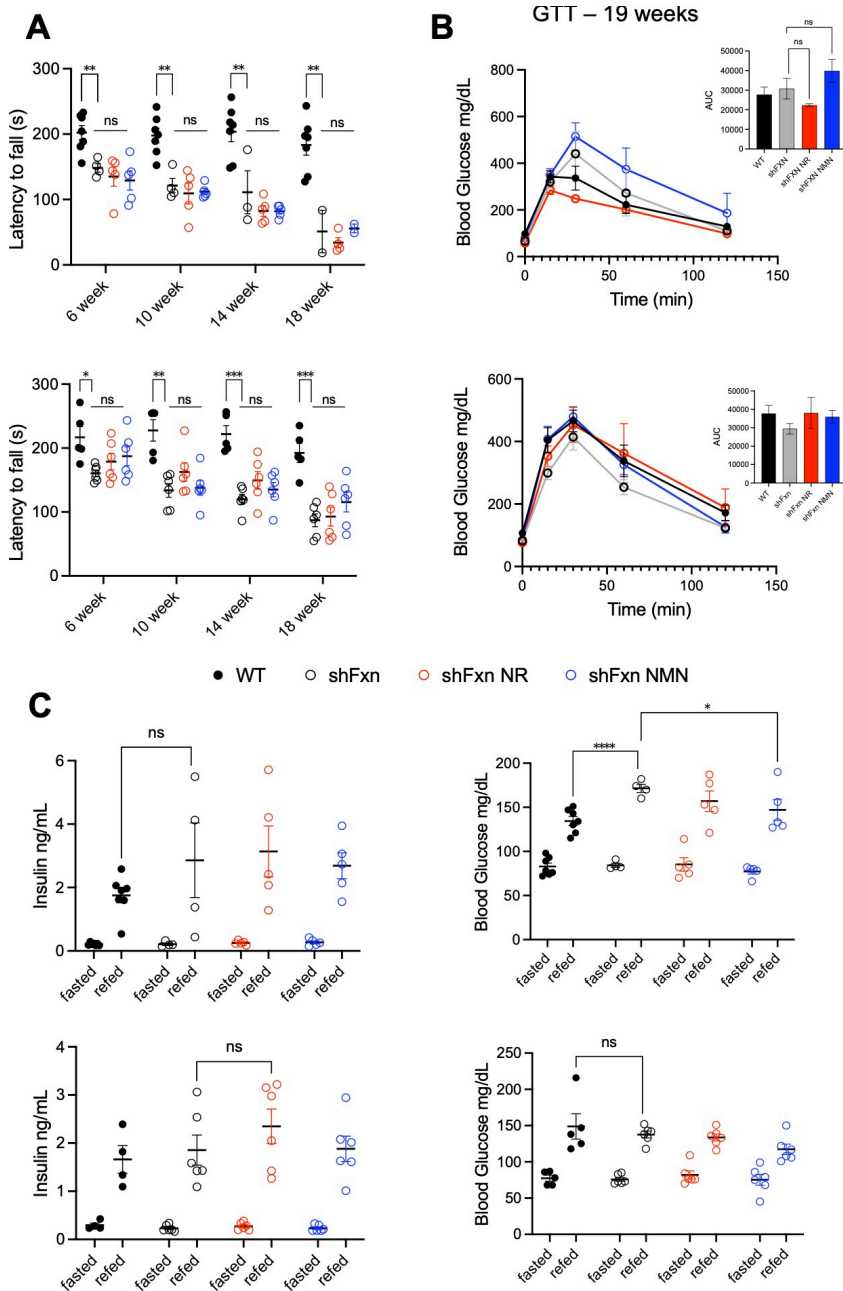 A
300
200
100
0
Latency to fall (s)
**
ns
**
ns
**
ns
**
ns
6 week
10 week
14 week
18 week
B
GTT – 19 weeks
800
600
400
200
0
Blood Glucose mg/dL
0
50
100
150
Time (min)
50000
40000
30000
20000
10000
0
AUC
ns
ns
WT
shFXN
shFXN NR
shFXN NMN
300
200
100
0
Latency to fall (s)
*
ns
**
ns
***
ns
***
ns
6 week
10 week
14 week
18 week
600
400
200
0
Blood Glucose mg/dL
0
50
100
150
Time (min)
50000
40000
30000
20000
10000
0
AUC
WT
shFxn
shFxn NR
shFxn NMN
WT
shFxn
shFxn NR
shFxn NMN
C
6
4
2
0
Insulin ng/mL
ns
fasted
refed
fasted
refed
fasted
refed
fasted
refed
200
150
100
50
0
Blood Glucose mg/dL
****
*
fasted
refed
fasted
refed
fasted
refed
fasted
refed
4
3
2
1
0
Insulin ng/mL
ns
fasted
refed
fasted
refed
fasted
refed
fasted
refed
250
200
150
100
50
0
Blood Glucose mg/dL
ns
fasted
refed
fasted
refed
fasted
refed
fasted
refed